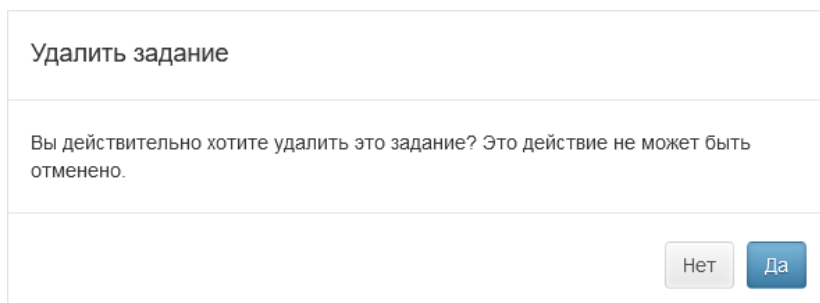 Удалить задание
Вы действительно хотите удалить это задание? Это действие не может быть
отменено.
Нет Да